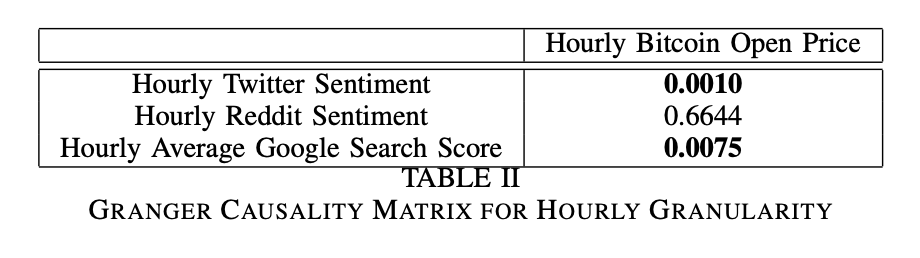 Hourly Bitcoin Open Price
Hourly Twitter Sentiment 0.0010
Hourly Reddit Sentiment 0.6644
Hourly Average Google Search Score 0.0075
TABLE II
GRANGER CAUSALITY MATRIX FOR HOURLY GRANULARITY